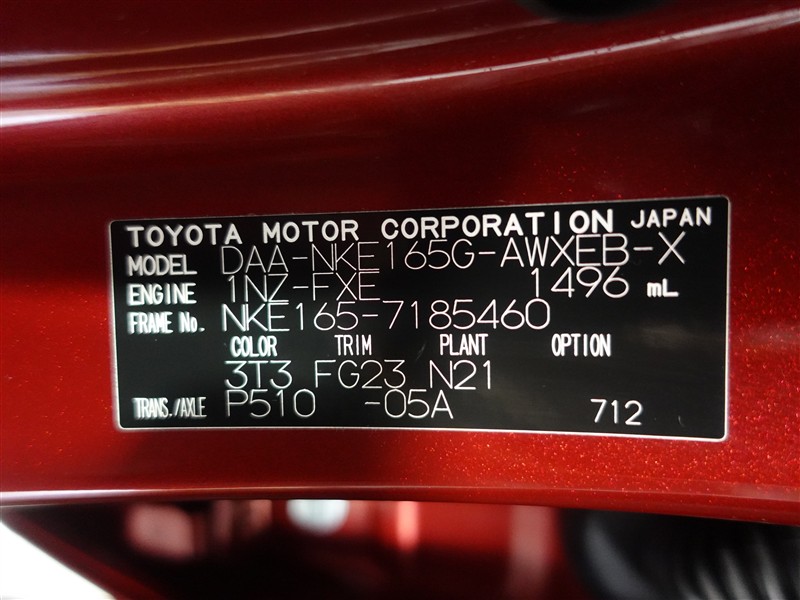 TOYOTA MOTOR CORPORATION JAPAN
MODEL DAA-NKE165G-AWXEB-X
ENGINE 1NZ-FXE 1496 mL
FRAME No. NKE165-7185460
COLOR TRIM PLANT OPTION
3T3 FG23 N21
TRANS./AXLE P510 -05A 712